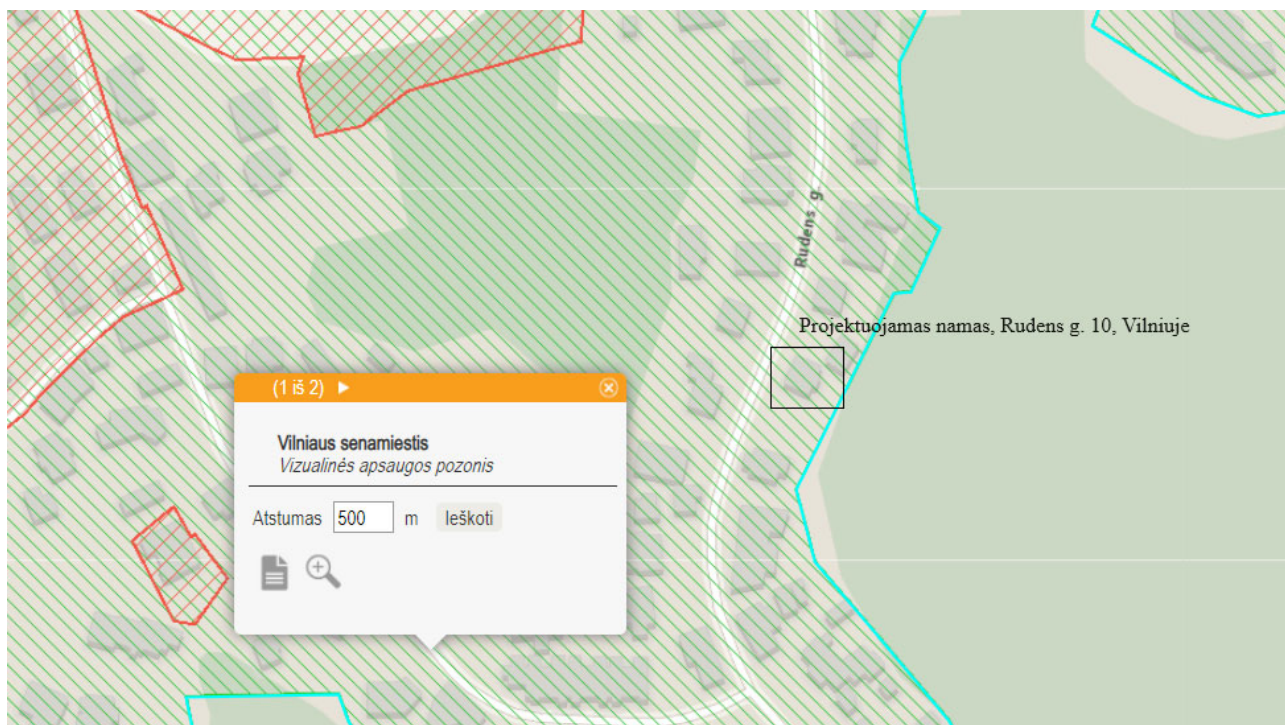 Rudens g.
Projektuojamas namas, Rudens g. 10, Vilniuje
(1 iš 2)
Vilniaus senamiestis
Vizualinės apsaugos pozonis
Atstumas 500 m Ieškoti